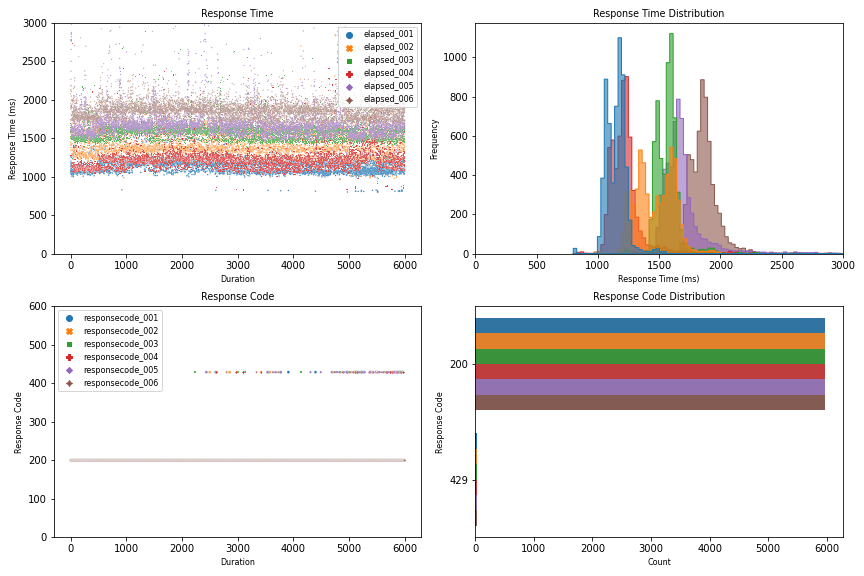 Response Time
Response Time (ms)
3000
2500
2000
1500
1000
500
0
elapsed_001
elapsed_002
elapsed_003
elapsed_004
elapsed_005
elapsed_006
0 1000 2000 3000 4000 5000 6000
Duration
Response Time Distribution
Frequency
1000
800
600
400
200
0
0 500 1000 1500 2000 2500 3000
Response Time (ms)
Response Code
Response Code
600
500
400
300
200
100
0
responsecode_001
responsecode_002
responsecode_003
responsecode_004
responsecode_005
responsecode_006
0 1000 2000 3000 4000 5000 6000
Duration
Response Code Distribution
Response Code
200
429
0 1000 2000 3000 4000 5000 6000
Count